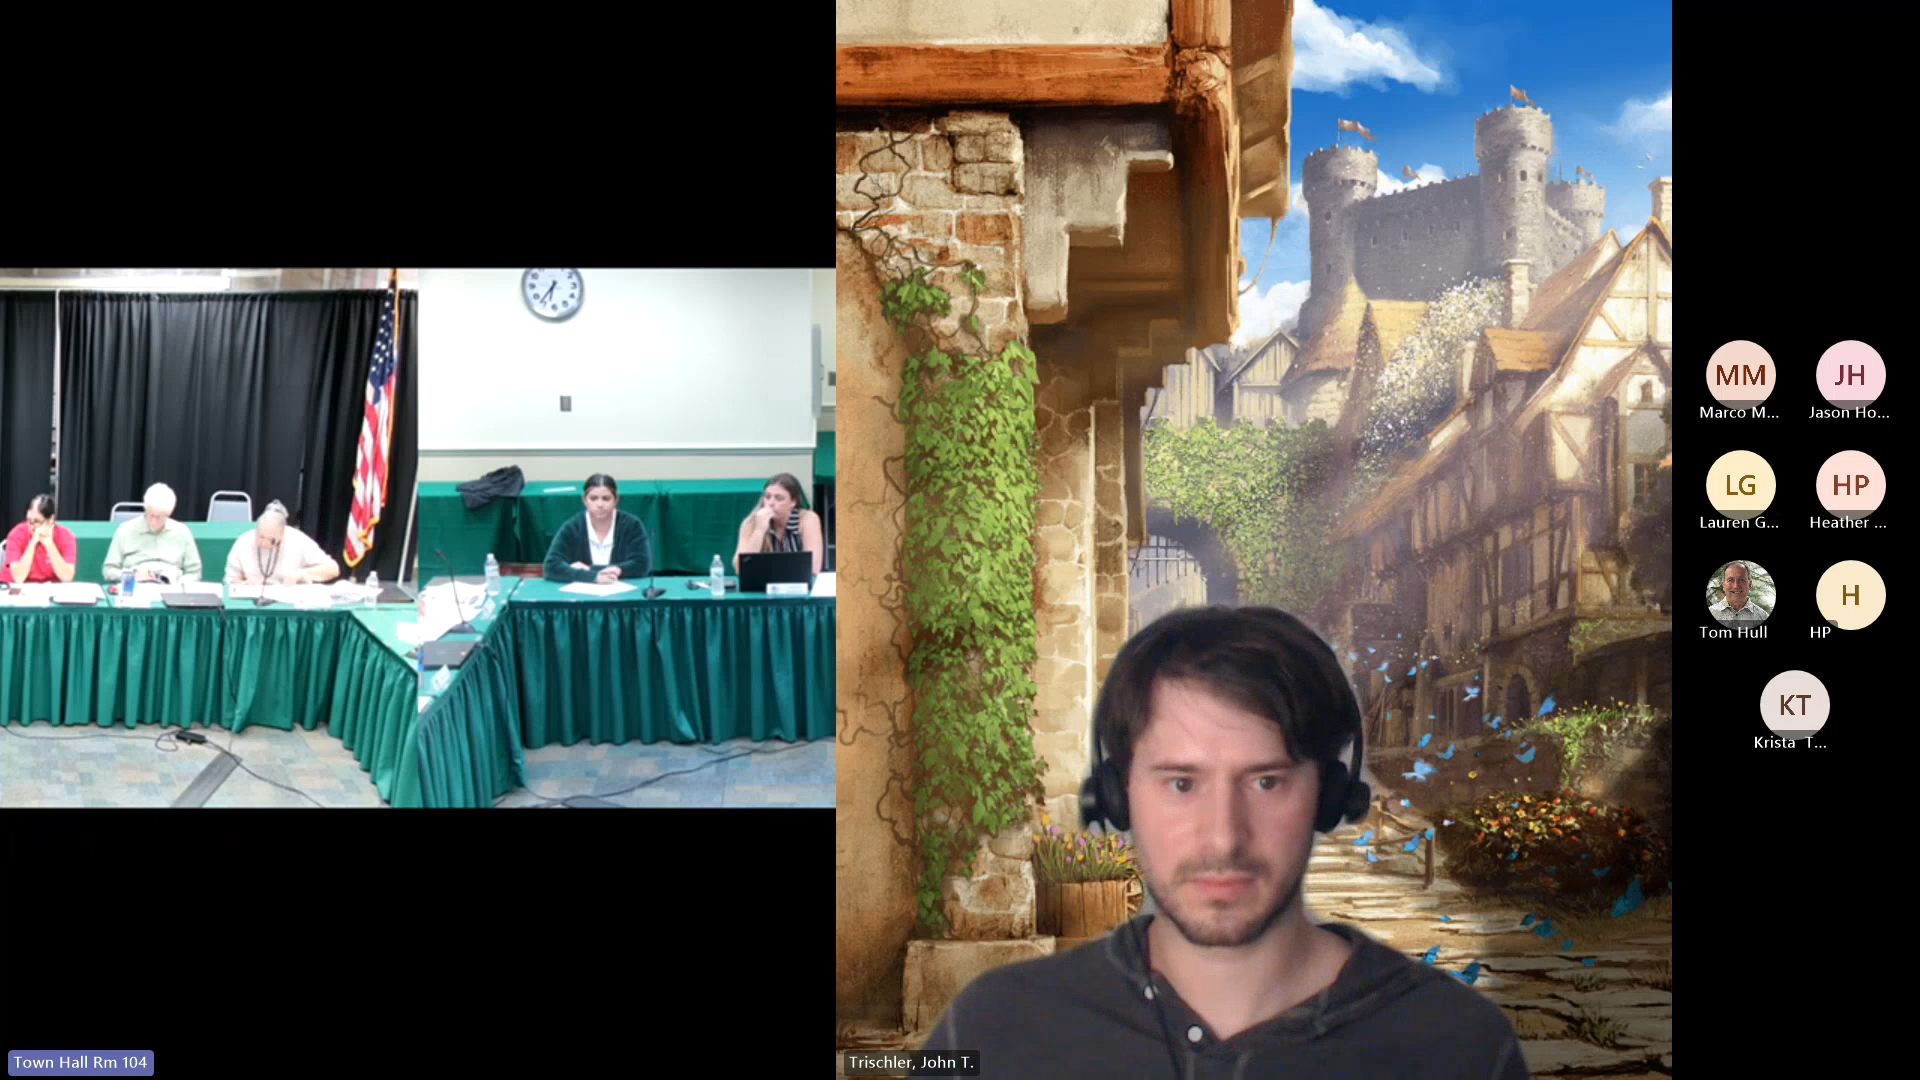 MM
JH
Marco M...
Jason Ho...
LG
HP
Lauren G...
Heather ...
H
Tom Hull
HP
KT
Krista T...
Town Hall Rm 104
Trischler, John T.